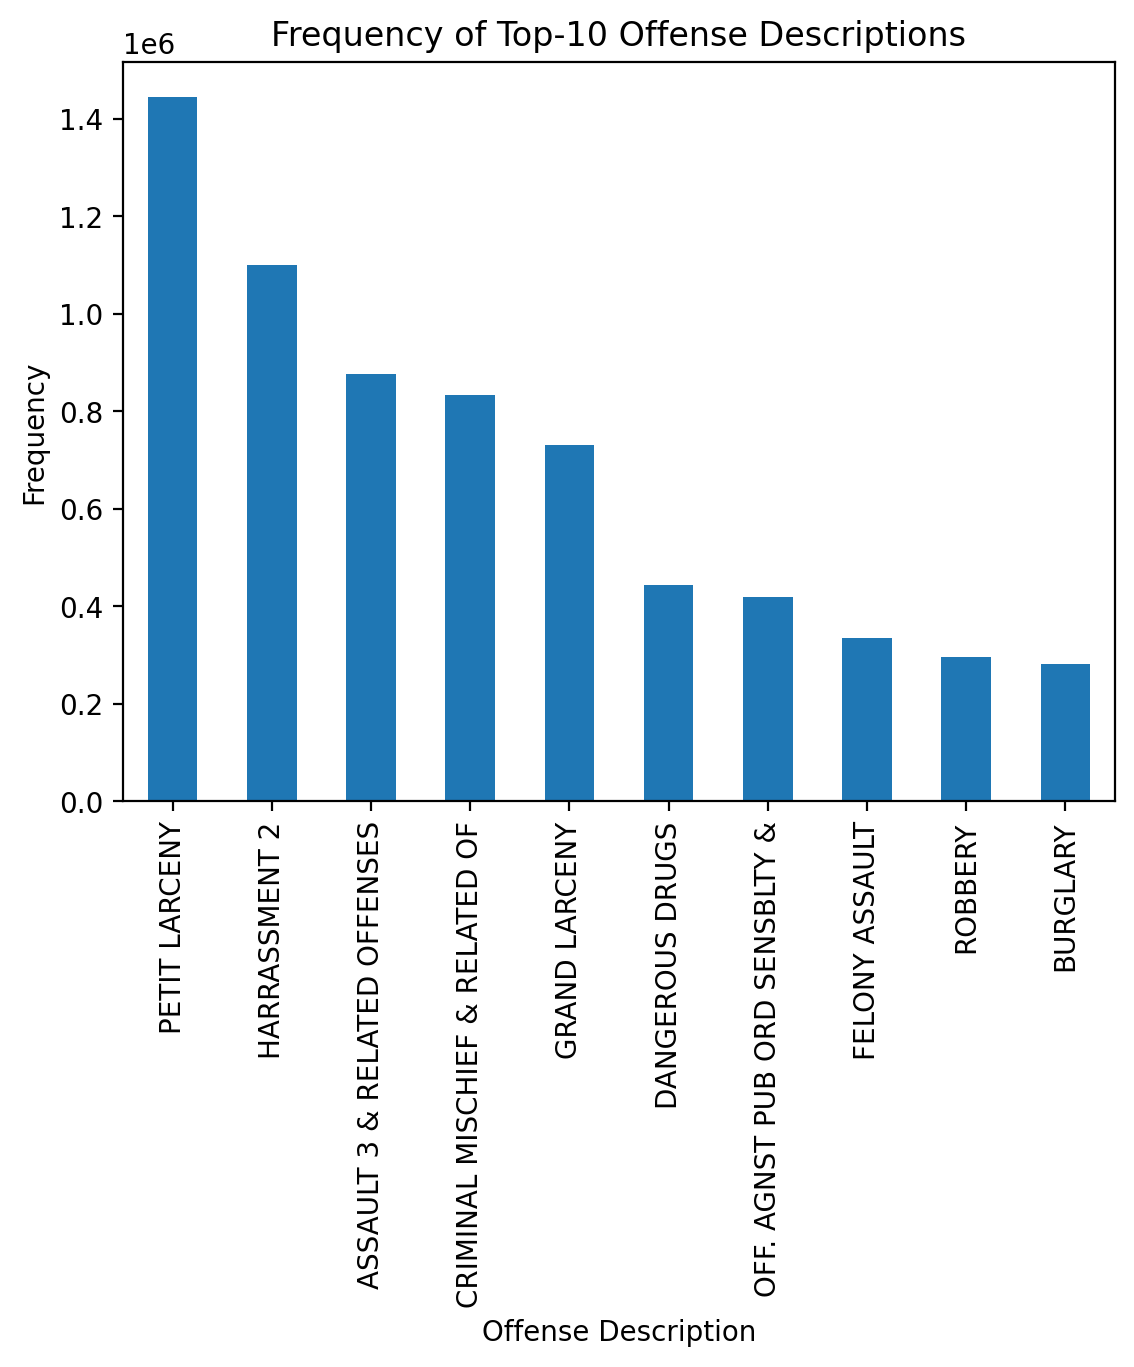 Frequency of Top-10 Offense Descriptions
1e6
1.4
1.2
1.0
0.8
0.6
0.4
0.2
0.0
Frequency
PETIT LARCENY
HARRASSMENT 2
ASSAULT 3 & RELATED OFFENSES
CRIMINAL MISCHIEF & RELATED OF
GRAND LARCENY
DANGEROUS DRUGS
OFF. AGNST PUB ORD SENSBLTY &
FELONY ASSAULT
ROBBERY
BURGLARY
Offense Description